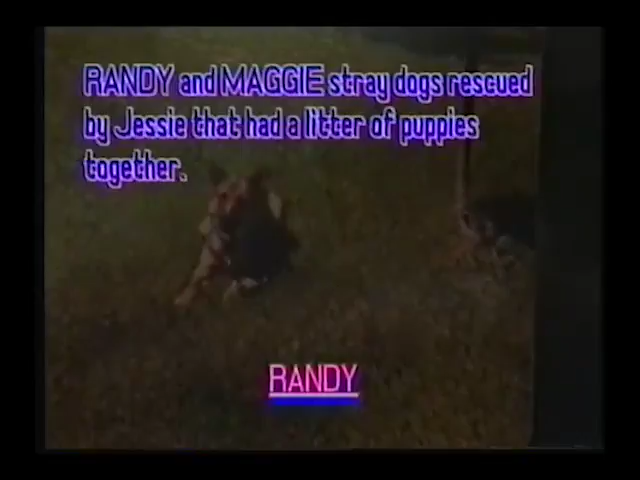 RANDY and MAGGIE stray dogs rescued
by Jessie that had a litter of puppies
together.
RANDY